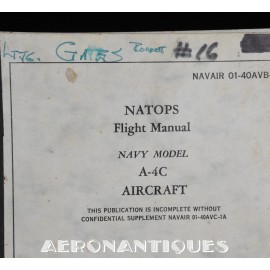 GATES #16
NAVAIR 01-40AVB-
NATOPS
Flight Manual
NAVY MODEL
A-4C
AIRCRAFT
THIS PUBLICATION IS INCOMPLETE WITHOUT
CONFIDENTIAL SUPPLEMENT NAVAIR 01-40AVC-1A
AERONANTIQUES